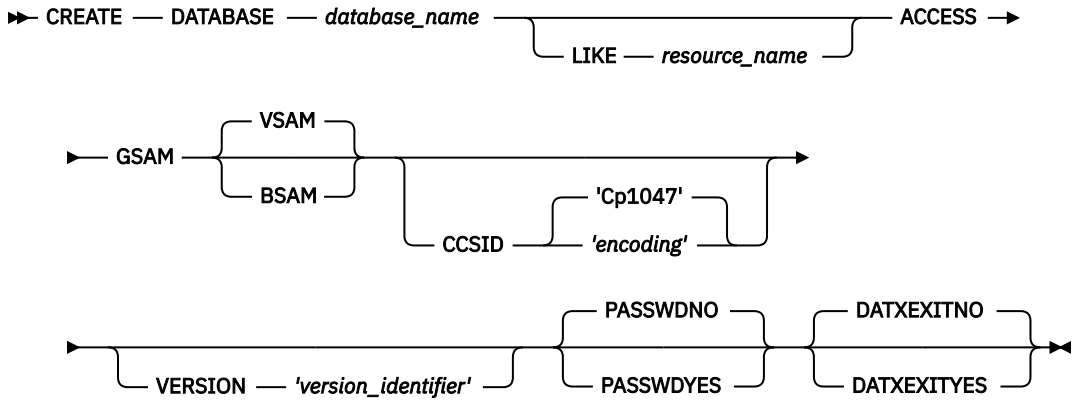 CREATE DATABASE database_name ACCESS
LIKE resource_name
VSAM
GSAM
BSAM
'Cp1047'
CCSID 'encoding'
PASSWDNO DATXEXITNO
VERSION 'version_identifier' PASSWDYES DATXEXITYES